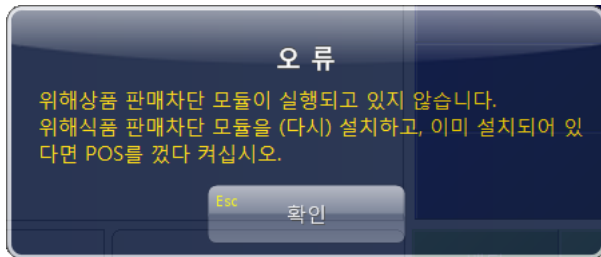 오 류
위해상품 판매차단 모듈이 실행되고 있지 않습니다.
위해식품 판매차단 모듈을 (다시) 설치하고, 이미 설치되어 있
다면 POS를 껐다 켜십시오.
Esc
확인